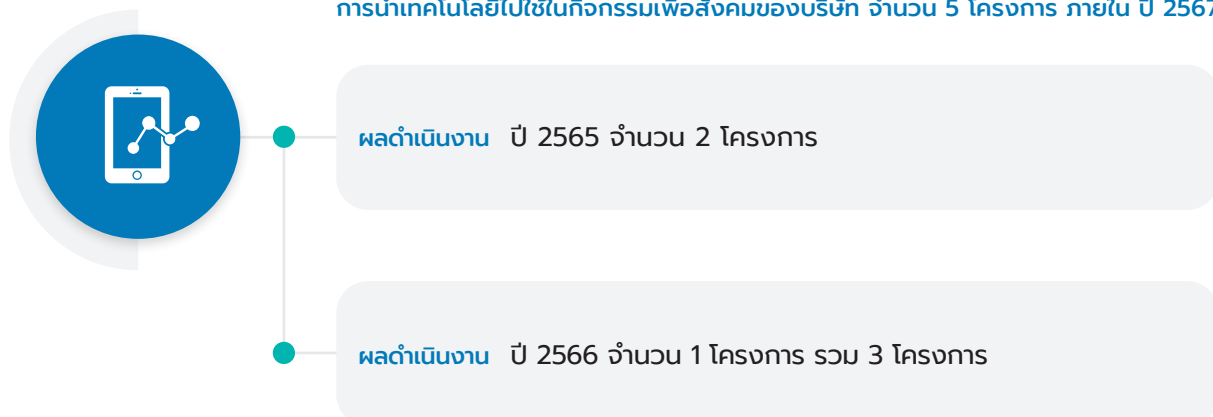 การนำเทคโนโลยีไปใช้ในกิจกรรมเพื่อสังคมของบริษัท จำนวน 5 โครงการ ภายใน ปี 2567
ผลดำเนินงาน ปี 2565 จำนวน 2 โครงการ
ผลดำเนินงาน ปี 2566 จำนวน 1 โครงการ รวม 3 โครงการ